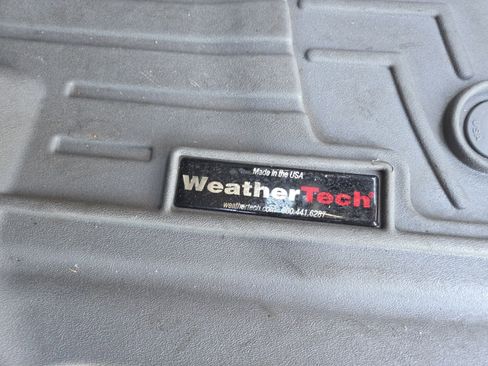 Made in the USA
WeatherTech®
weathertech.com 800.441.6287